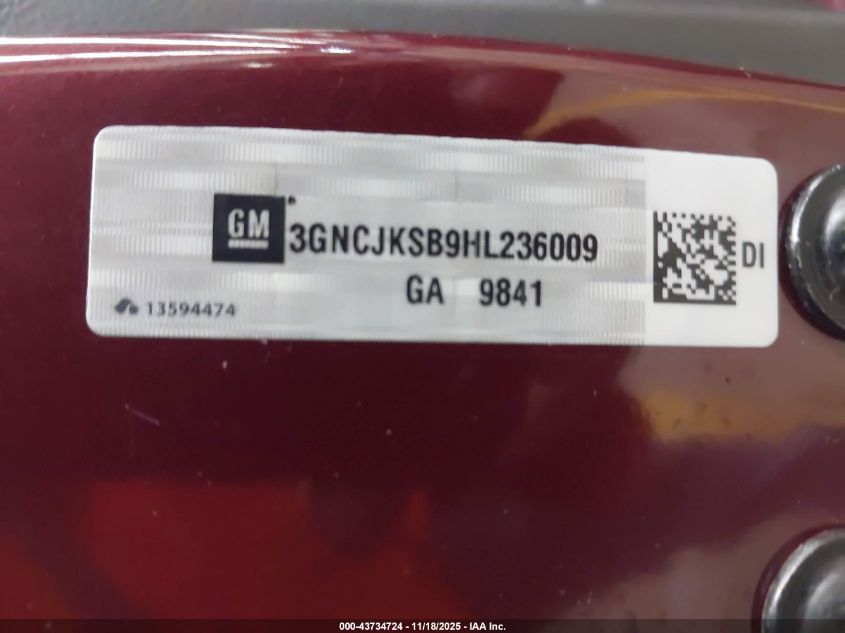 GM 3GNCJKSB9HL236009
GA 9841
13594474
DI
000-43734724 - 11/18/2025 - IAA Inc.